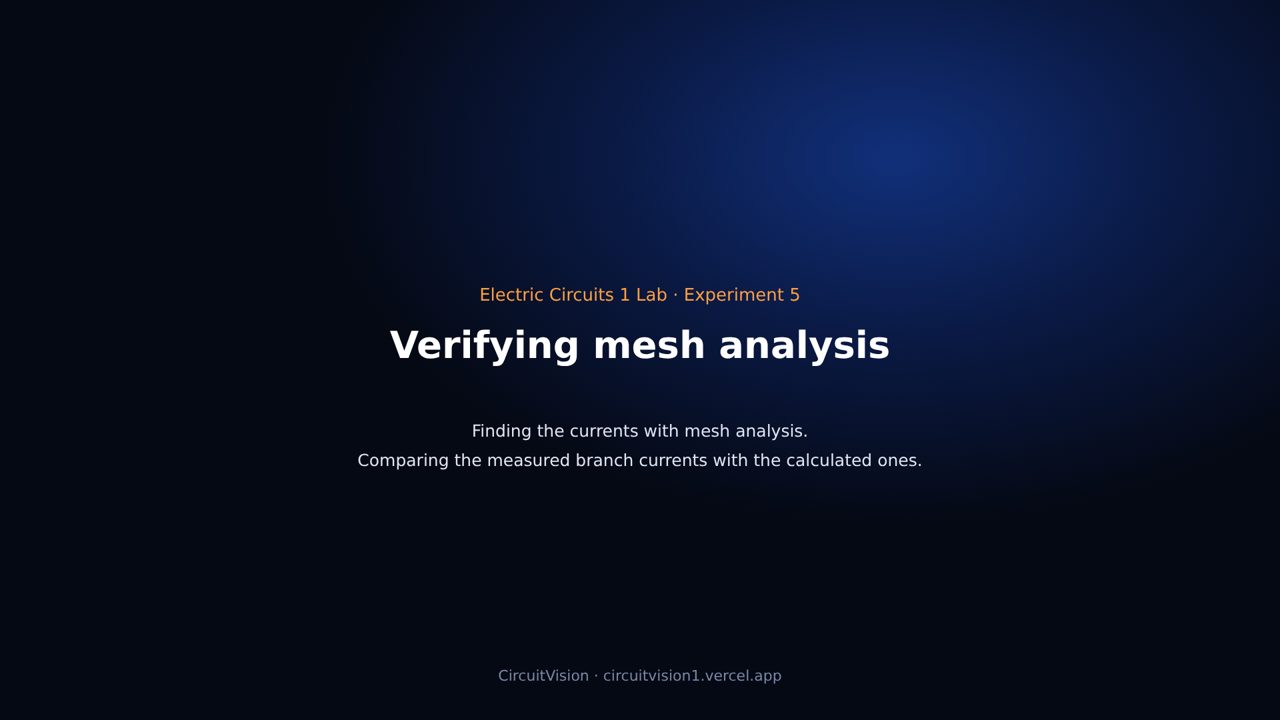 Electric Circuits 1 Lab · Experiment 5
Verifying mesh analysis
Finding the currents with mesh analysis.
Comparing the measured branch currents with the calculated ones.
CircuitVision · circuitvision1.vercel.app